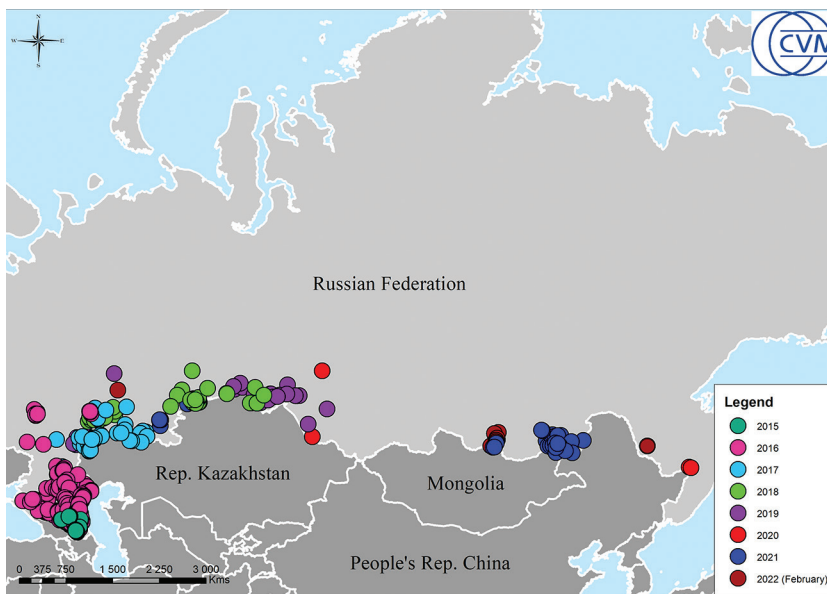 N
W E
S
CVM
Russian Federation
Rep. Kazakhstan
Mongolia
People's Rep. China
0 375 750 1 500 2 250 3 000
Kms
Legend
2015
2016
2017
2018
2019
2020
2021
2022 (February)